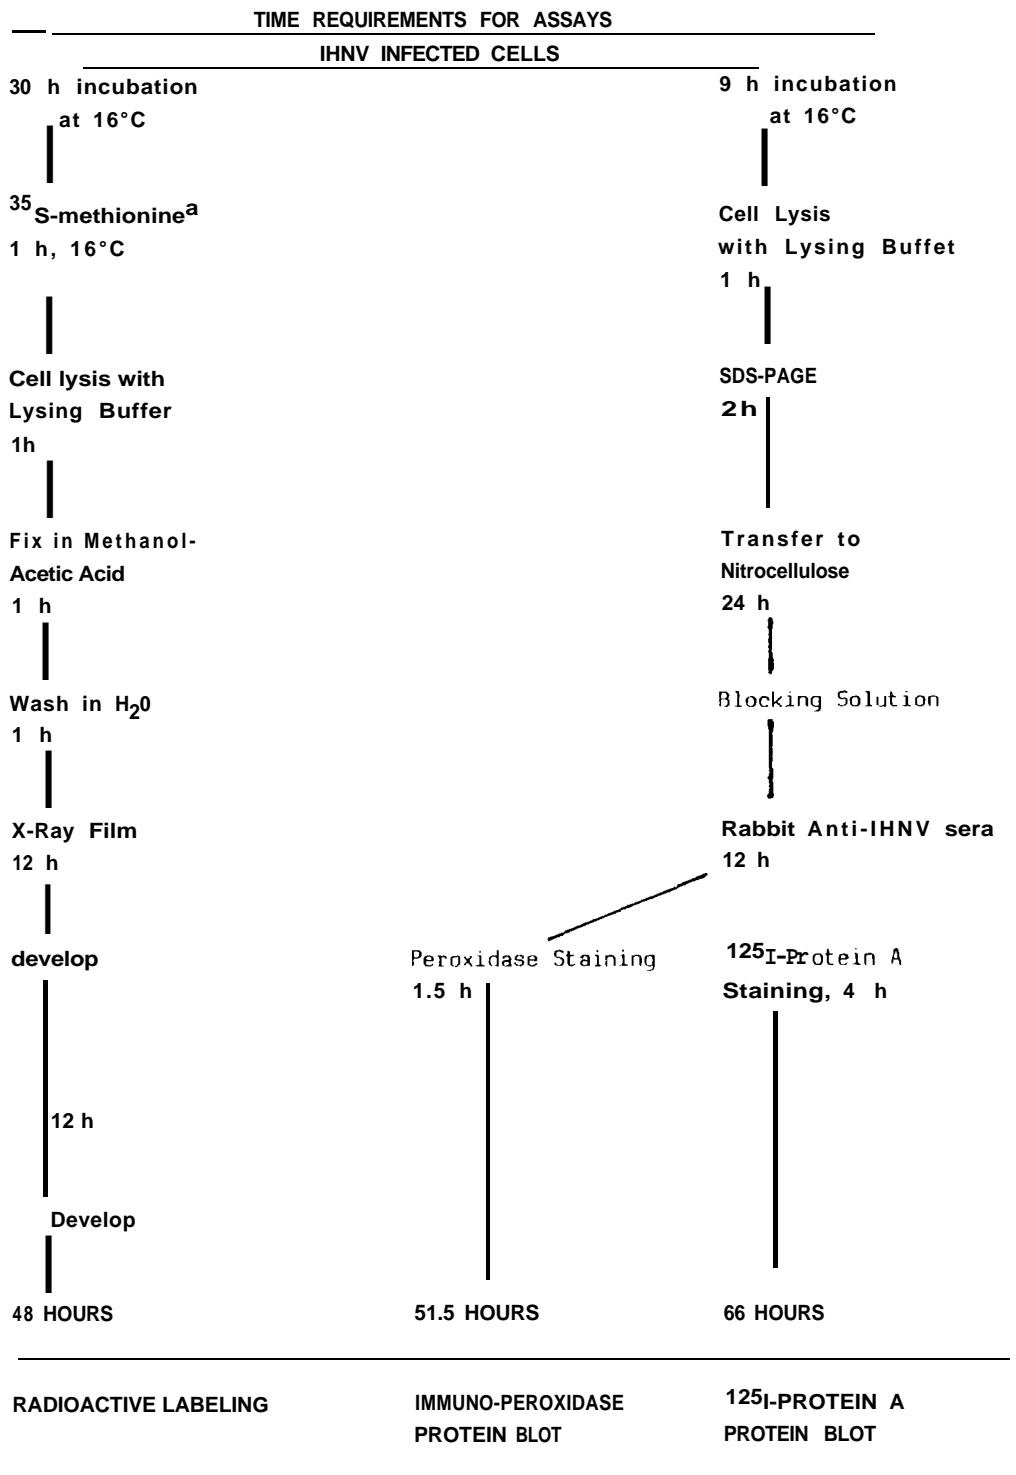 TIME REQUIREMENTS FOR ASSAYS
IHNV INFECTED CELLS
30 h incubation
at 16°C
35S-methioninea
1 h, 16°C
Cell lysis with
Lysing Buffer
1h
Fix in Methanol-
Acetic Acid
1 h
Wash in H20
1 h
X-Ray Film
12 h
develop
12 h
Develop
48 HOURS
9 h incubation
at 16°C
Cell Lysis
with Lysing Buffet
1 h
SDS-PAGE
2h
Transfer to
Nitrocellulose
24 h
Blocking Solution
Rabbit Anti-IHNV sera
12 h
Peroxidase Staining
1.5 h
51.5 HOURS
125I-Protein A
Staining, 4 h
66 HOURS
RADIOACTIVE LABELING
IMMUNO-PEROXIDASE
PROTEIN BLOT
125I-PROTEIN A
PROTEIN BLOT